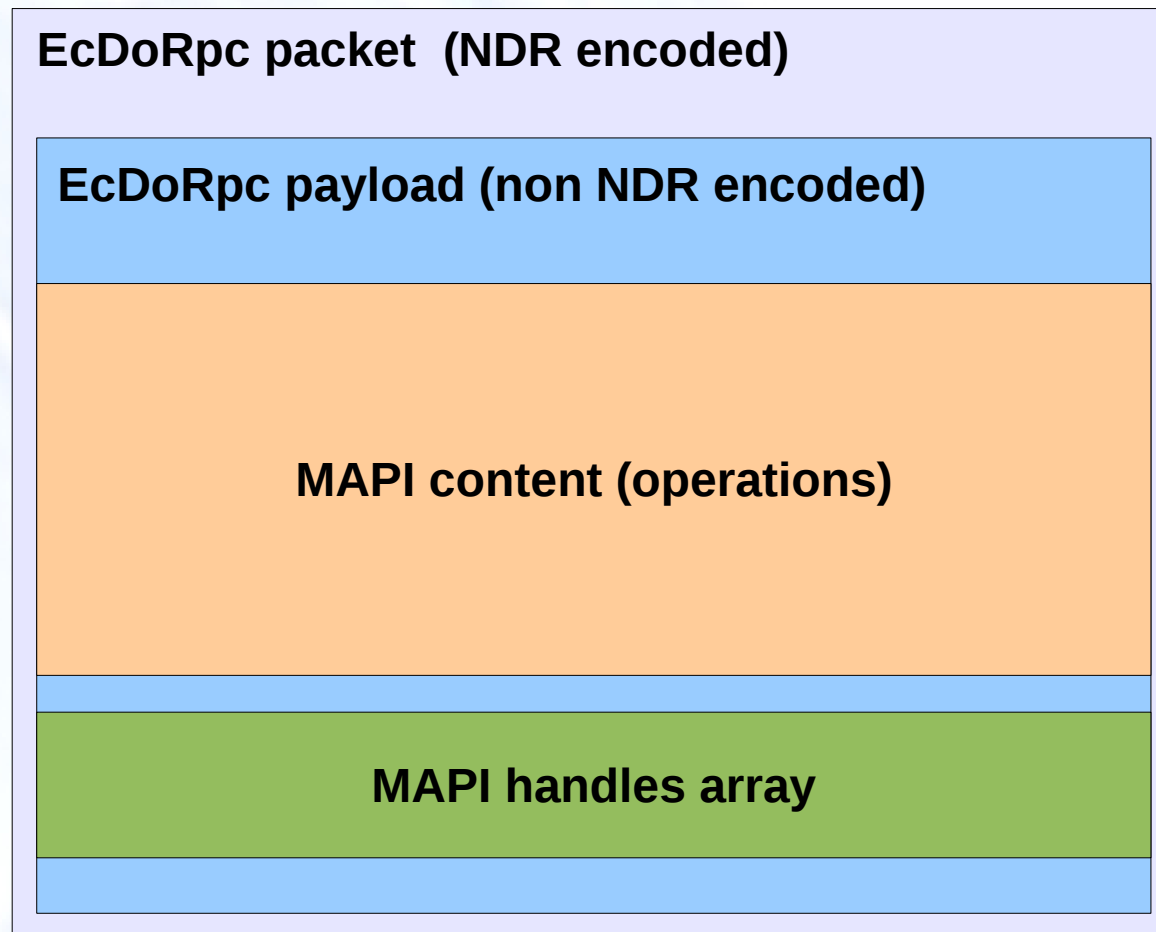 EcDoRpc packet  (NDR encoded)
EcDoRpc payload (non NDR encoded)
MAPI content (operations)
MAPI handles array